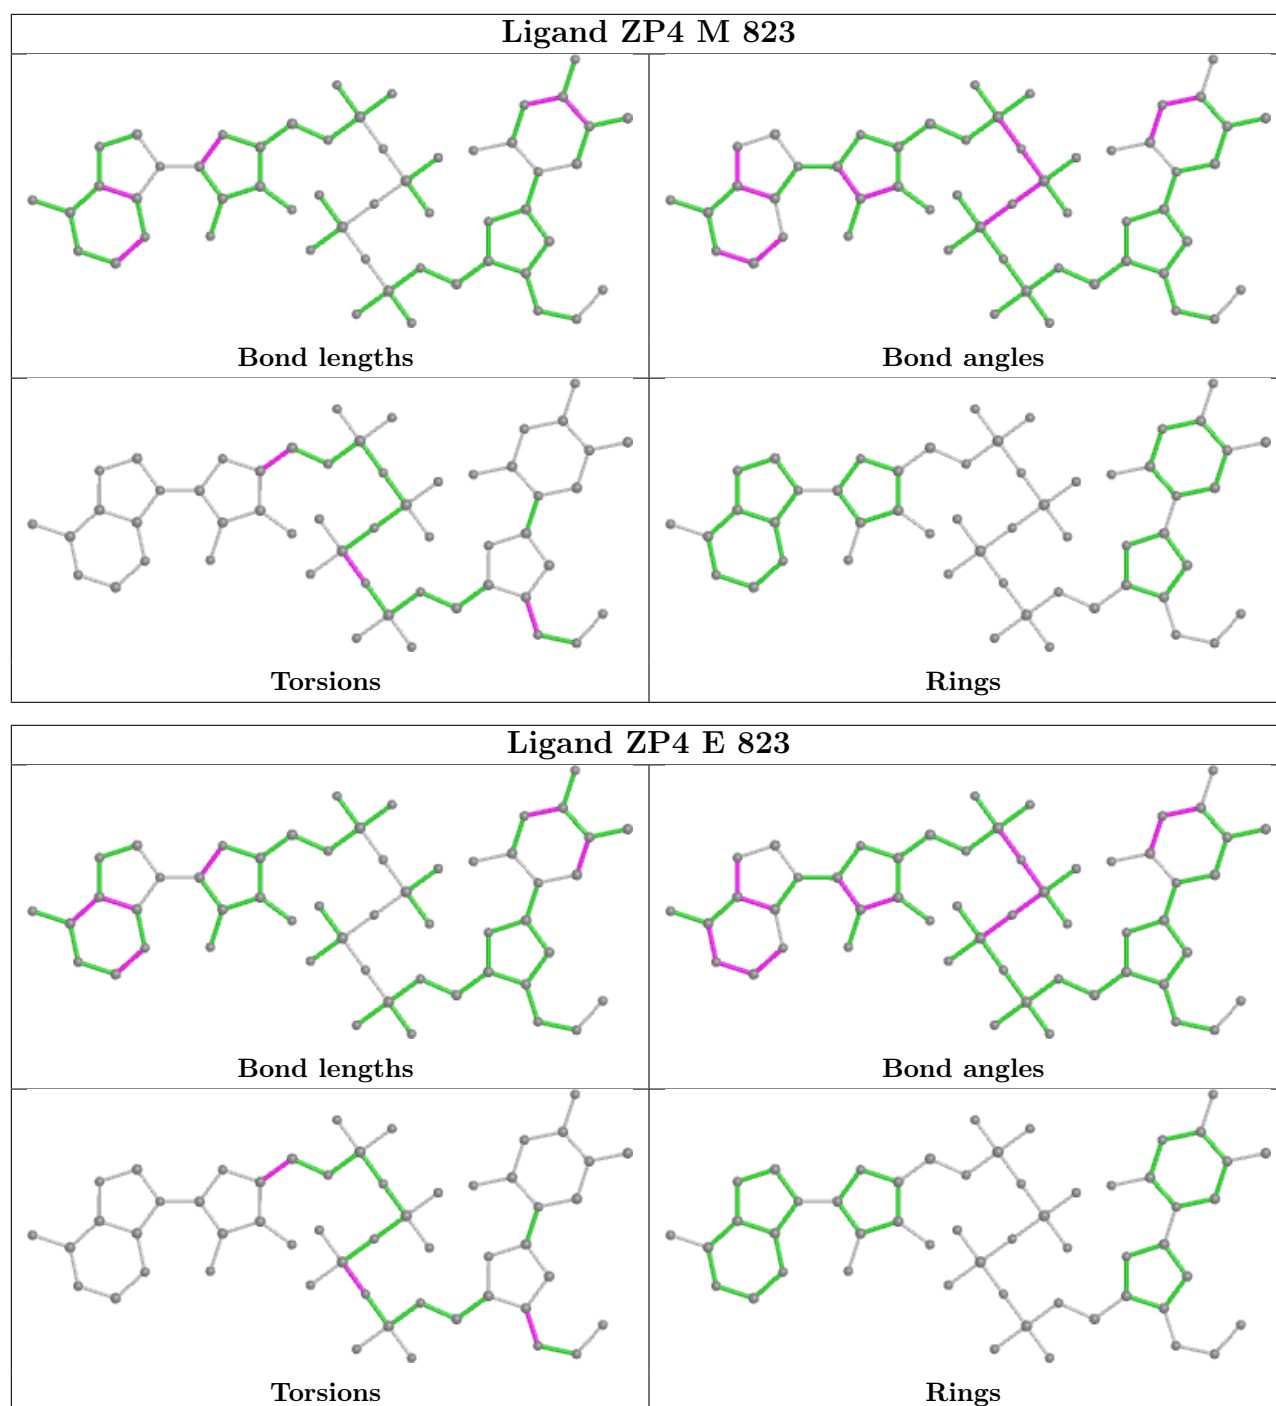 Ligand ZP4 M 823
Bond lengths
Bond angles
Torsions
Rings
Ligand ZP4 E 823
Bond lengths
Bond angles
Torsions
Rings